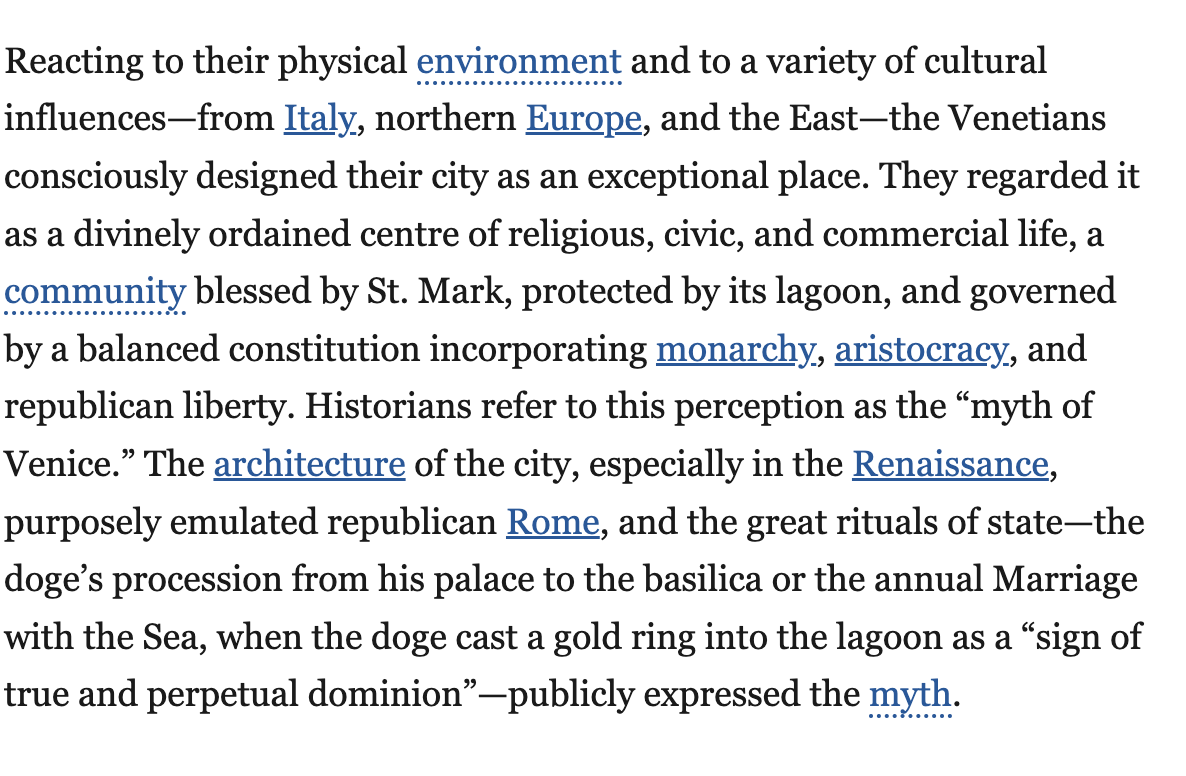 Reacting to their physical environment and to a variety of cultural
influences—from Italy, northern Europe, and the East—the Venetians
consciously designed their city as an exceptional place. They regarded it
as a divinely ordained centre of religious, civic, and commercial life, a
community blessed by St. Mark, protected by its lagoon, and governed
by a balanced constitution incorporating monarchy, aristocracy, and
republican liberty. Historians refer to this perception as the “myth of
Venice.” The architecture of the city, especially in the Renaissance,
purposely emulated republican Rome, and the great rituals of state—the
doge’s procession from his palace to the basilica or the annual Marriage
with the Sea, when the doge cast a gold ring into the lagoon as a “sign of
true and perpetual dominion”—publicly expressed the myth.